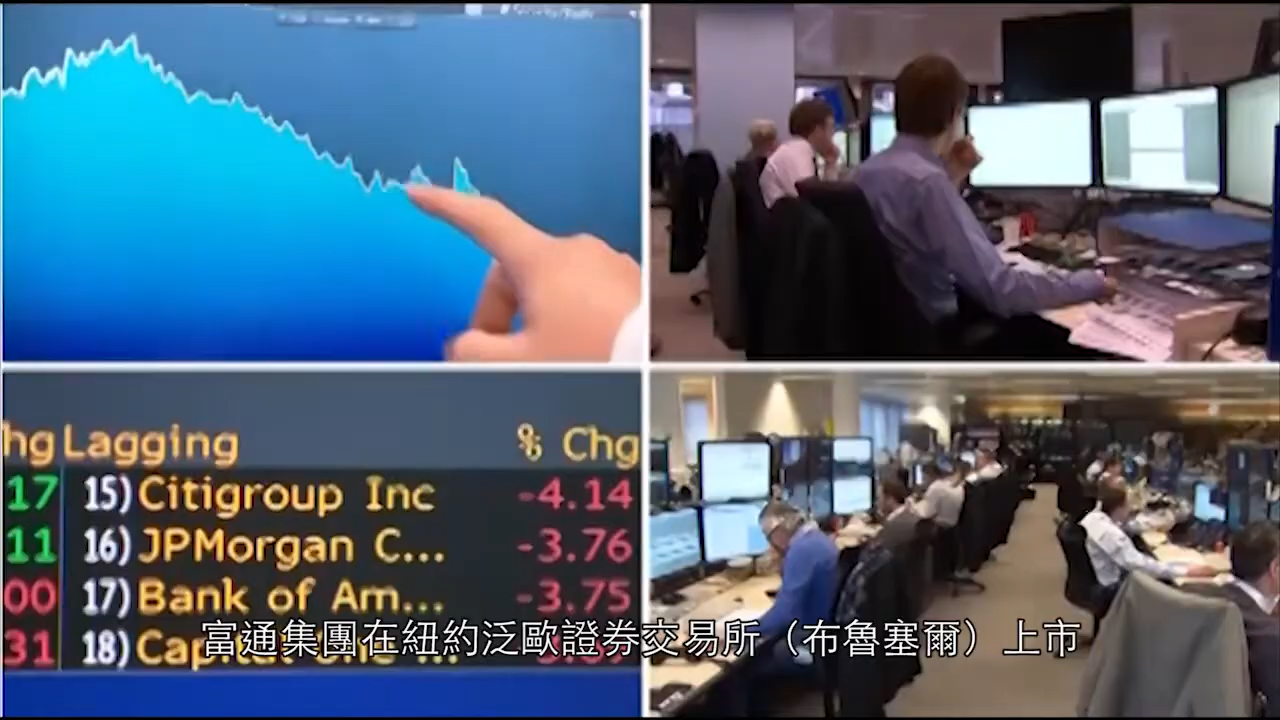 hg Lagging % Chg
17 15) Citigroup Inc -4.14
11 16) JPMorgan C... -3.76
00 17) Bank of Am... -3.75
31 18)
富通集團在紐約泛歐證券交易所（布魯塞爾）上市